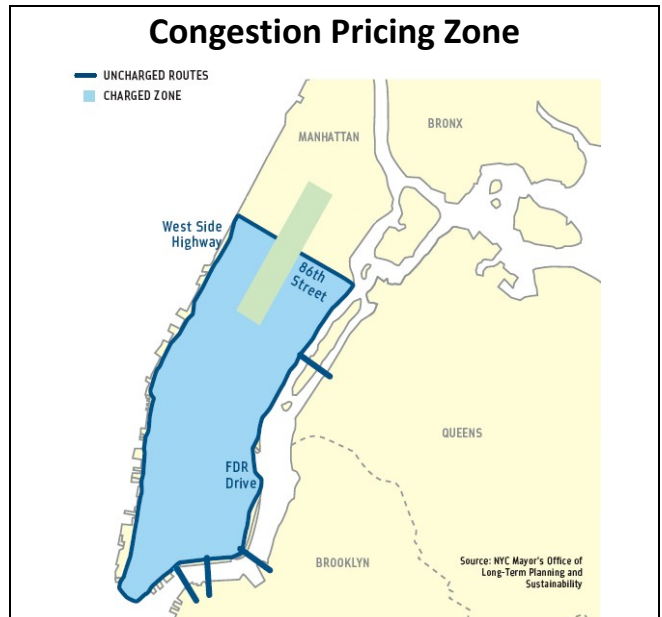 Congestion Pricing Zone
UNCHARGED ROUTES
CHARGED ZONE
BRONX
MANHATTAN
West Side
Highway
86th
Street
QUEENS
FDR
Drive
BROOKLYN
Source: NYC Mayor's Office of
Long-Term Planning and
Sustainability